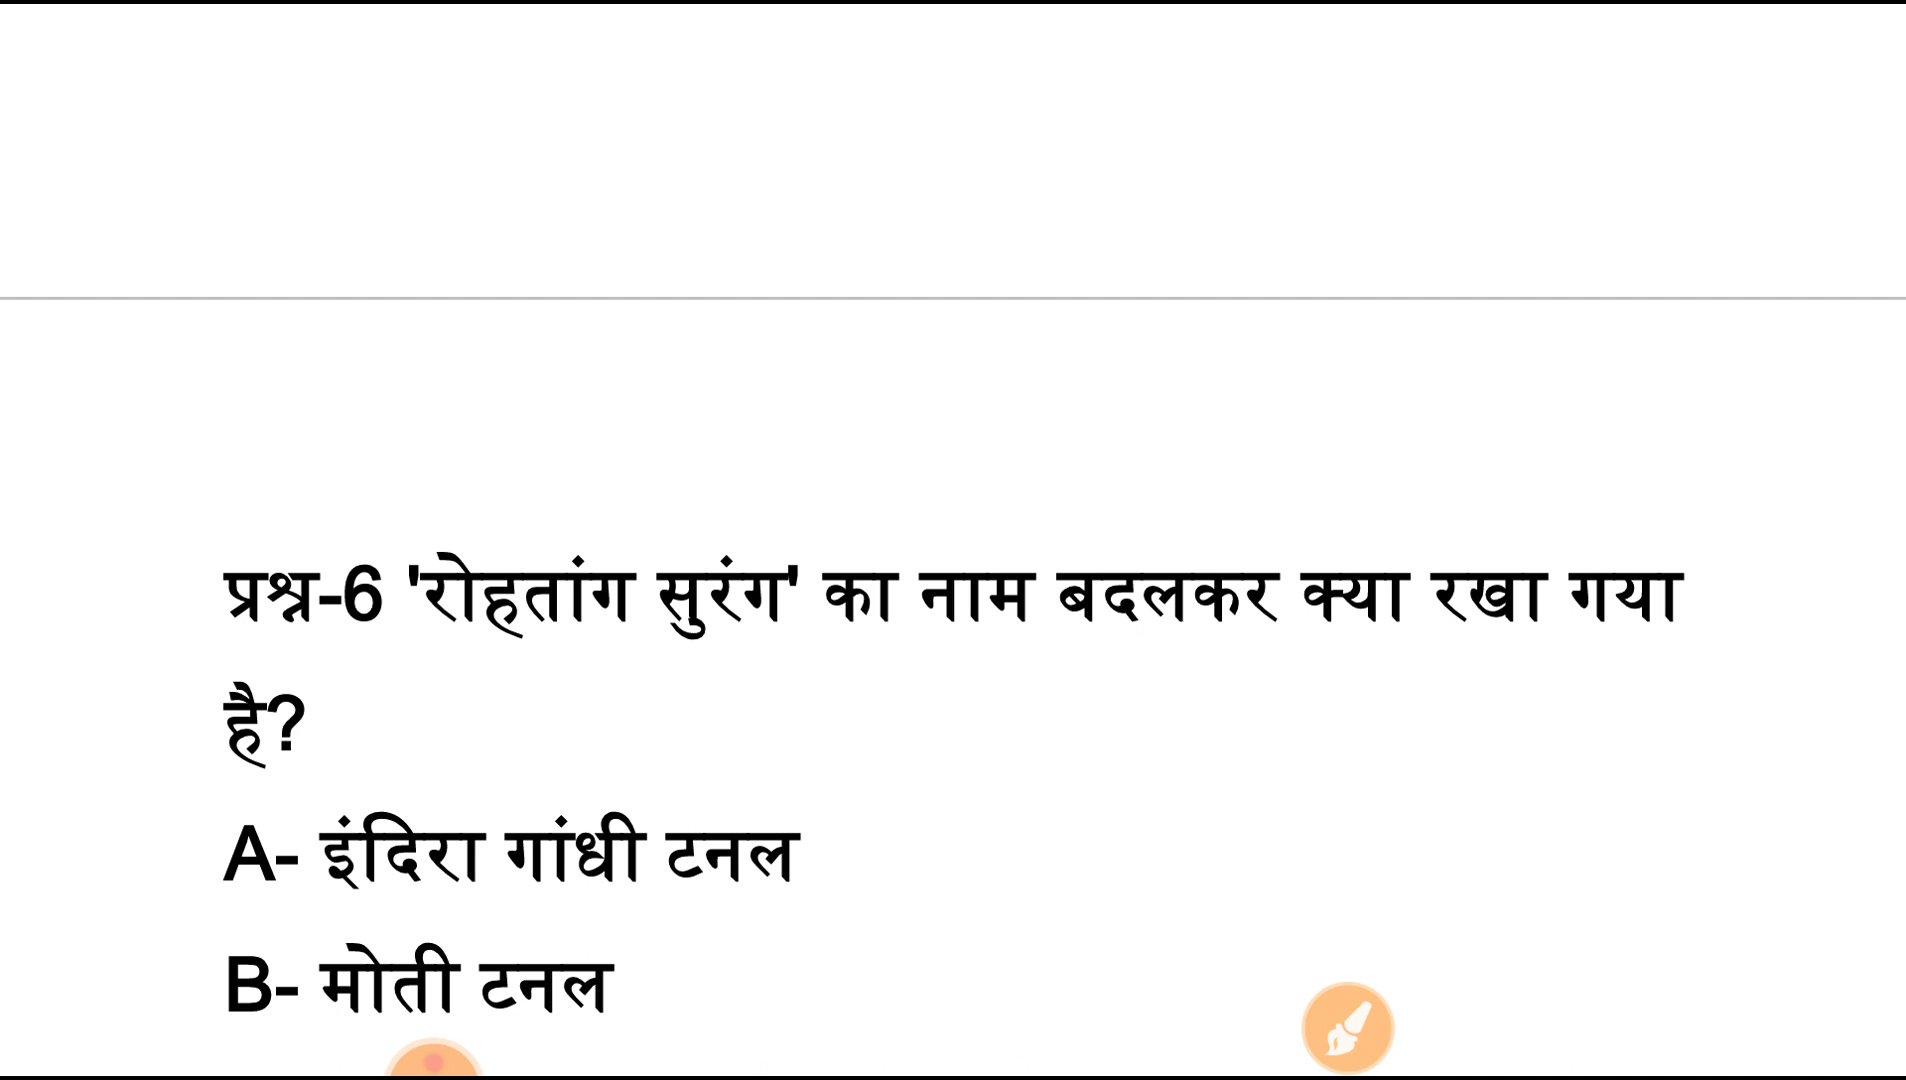 प्रश्न-6 'रोहतांग सुरंग' का नाम बदलकर क्या रखा गया
है?
A- इंदिरा गांधी टनल
B- मोती टनल